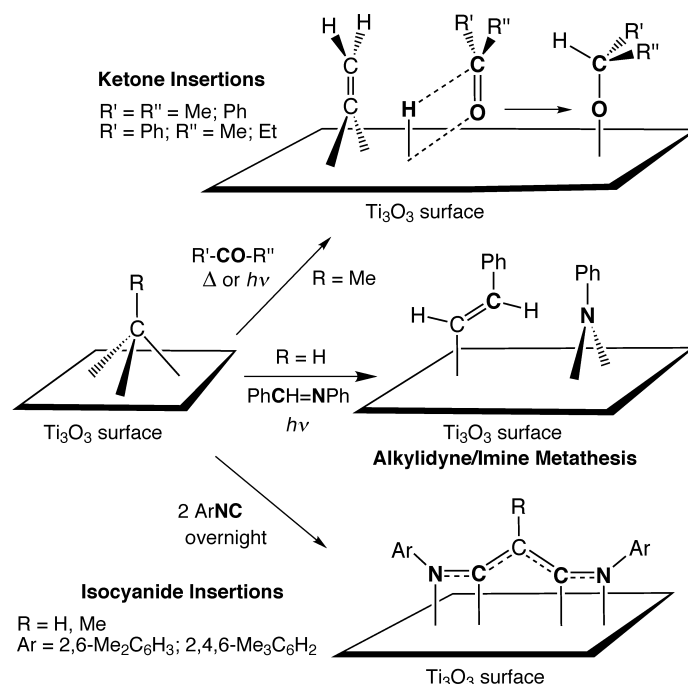 H H
C
C
Ketone Insertions
R' = R" = Me; Ph
R' = Ph; R" = Me; Et
H
R' R"
C
O
H C R' R"
O
Ti3O3 surface
R'-CO-R"
Δ or hν
R = Me
R
C
Ti3O3 surface
R = H
PhCH=NPh
hν
Ph
H C C H
Ph
N
Ti3O3 surface
Alkylidyne/Imine Metathesis
2 ArNC
overnight
Isocyanide Insertions
R = H, Me
Ar = 2,6-Me2C6H3; 2,4,6-Me3C6H2
R
Ar C Ar
N C C N
Ti3O3 surface